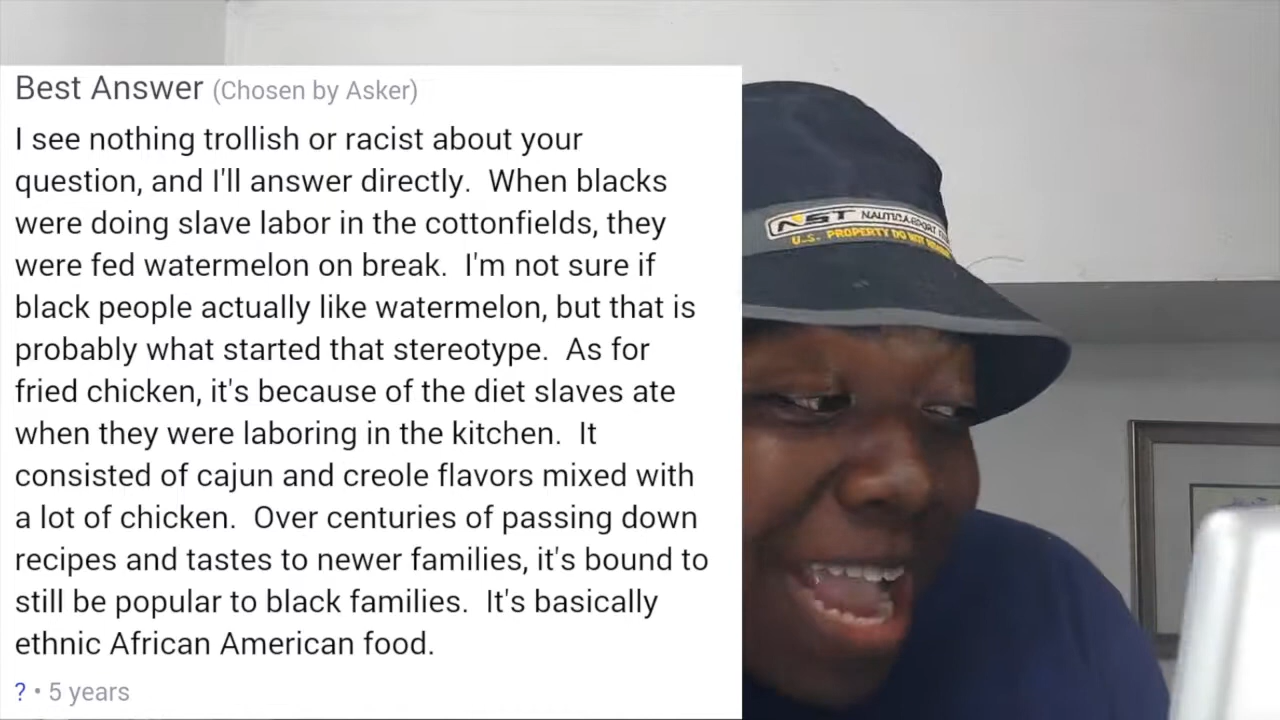 Best Answer (Chosen by Asker)
I see nothing trollish or racist about your
question, and I'll answer directly.  When blacks
were doing slave labor in the cottonfields, they
were fed watermelon on break.  I'm not sure if
black people actually like watermelon, but that is
probably what started that stereotype.  As for
fried chicken, it's because of the diet slaves ate
when they were laboring in the kitchen.  It
consisted of cajun and creole flavors mixed with
a lot of chicken.  Over centuries of passing down
recipes and tastes to newer families, it's bound to
still be popular to black families.  It's basically
ethnic African American food.
? • 5 years
NST NAUTICA
U.S. PROPERTY DO NOT